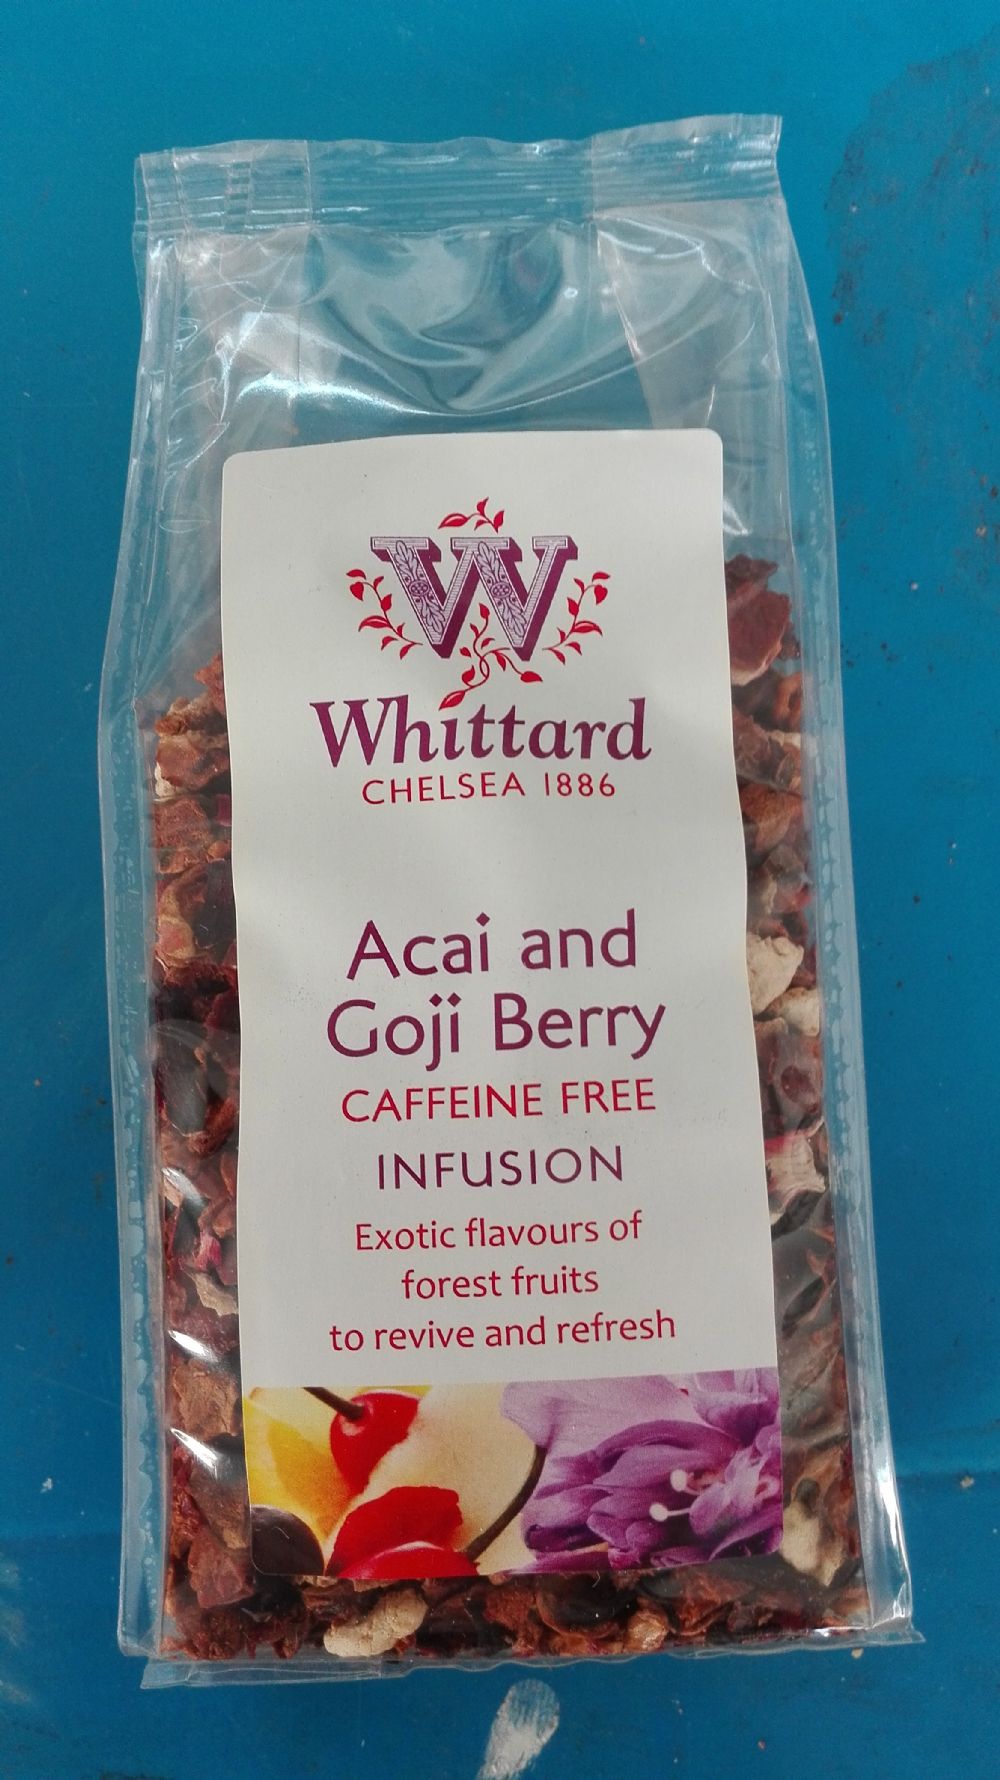 W
Whittard
CHELSEA 1886
Acai and
Goji Berry
CAFFEINE FREE
INFUSION
Exotic flavours of
forest fruits
to revive and refresh